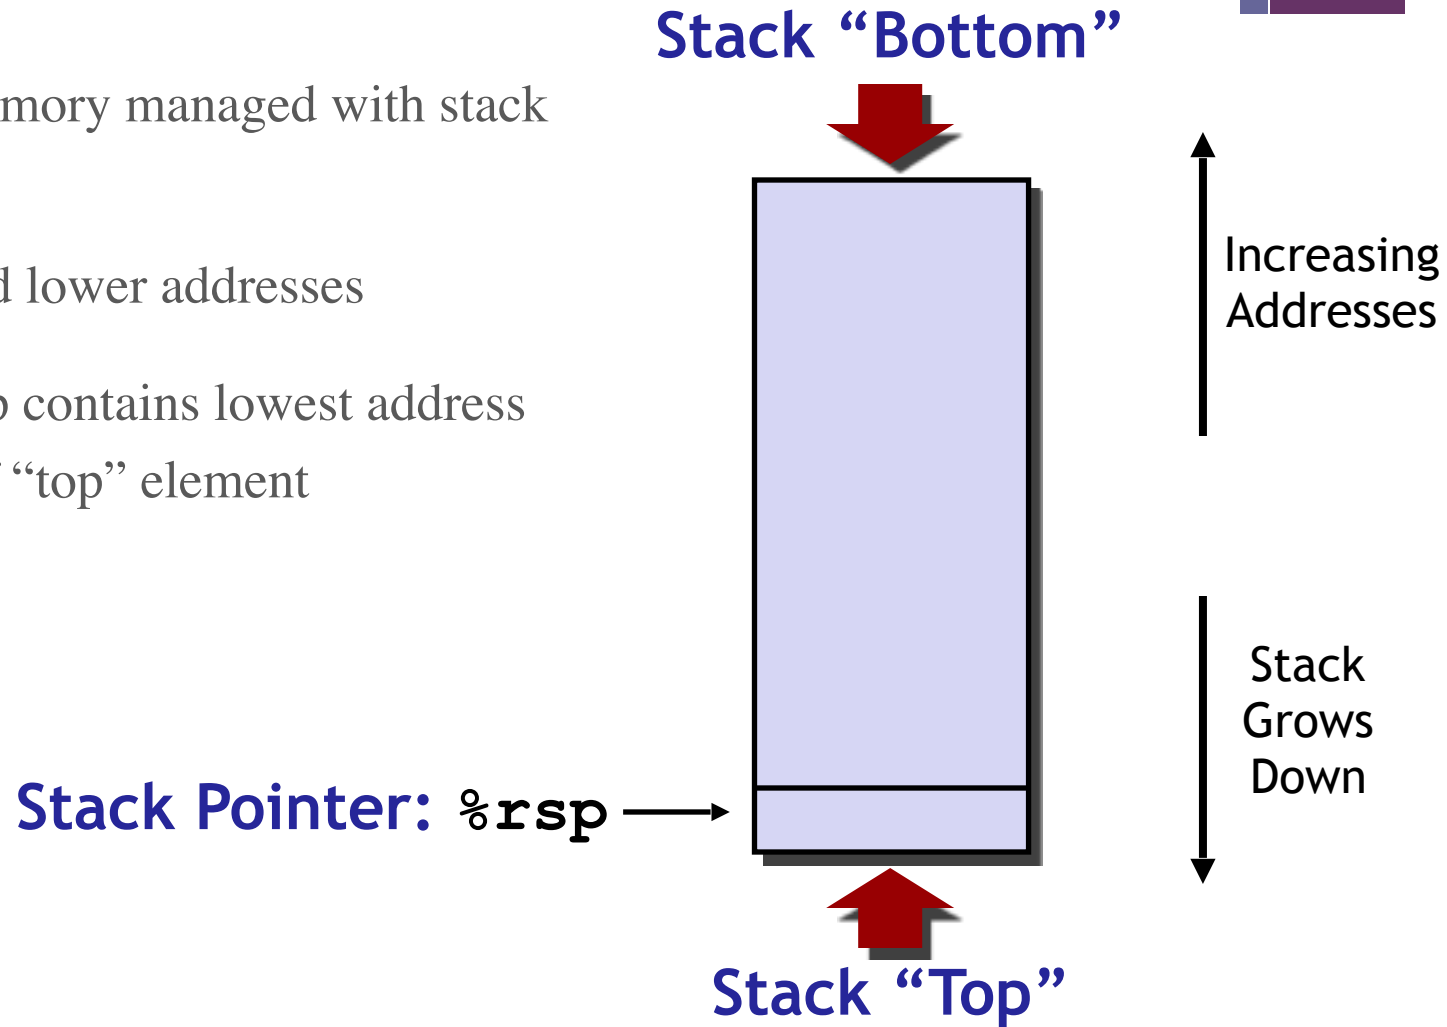 Stack “Bottom”
mory managed with stack
d lower addresses
contains lowest address
“top” element
Increasing
Addresses
Stack
Grows
Down
Stack Pointer: %rsp
Stack “Top”